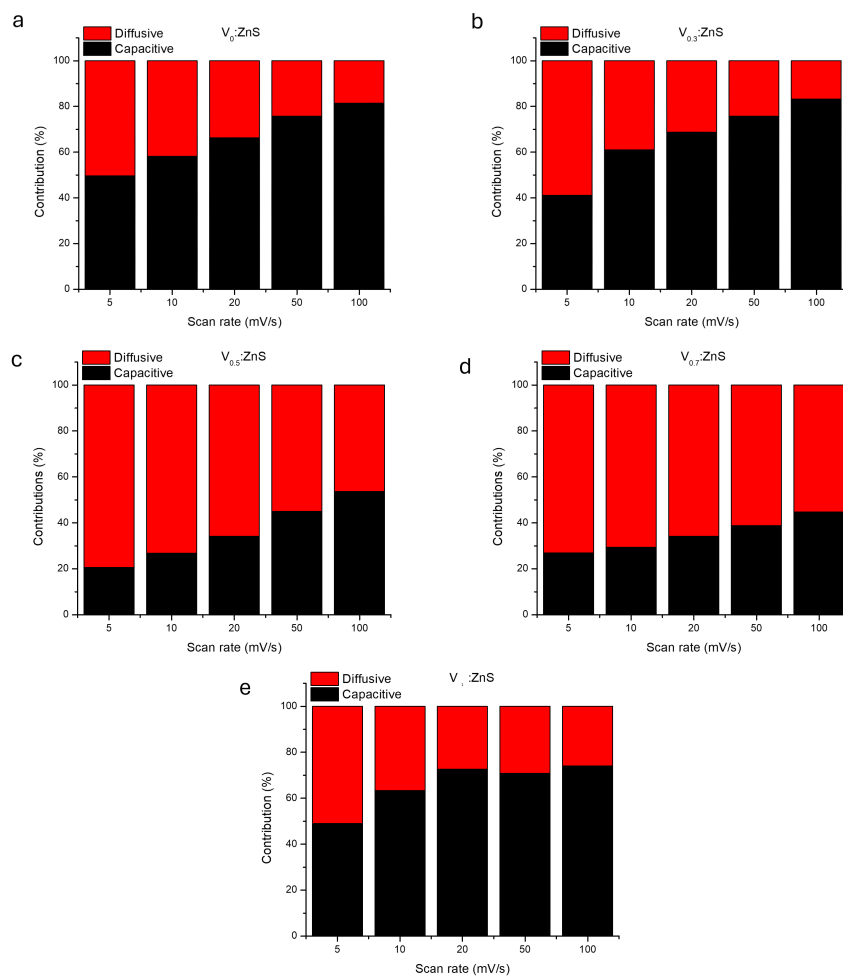 a
V0:ZnS
Diffusive
Capacitive
100
80
60
40
20
0
Contribution (%)
5 10 20 50 100
Scan rate (mV/s)
b
V0.3:ZnS
Diffusive
Capacitive
100
80
60
40
20
0
Contribution (%)
5 10 20 50 100
Scan rate (mV/s)
c
V0.5:ZnS
Diffusive
Capacitive
100
80
60
40
20
0
Contributions (%)
5 10 20 50 100
Scan rate (mV/s)
d
V0.7:ZnS
Diffusive
Capacitive
100
80
60
40
20
0
Contributions (%)
5 10 20 50 100
Scan rate (mV/s)
e
V :ZnS
Diffusive
Capacitive
100
80
60
40
20
0
Contribution (%)
5 10 20 50 100
Scan rate (mV/s)